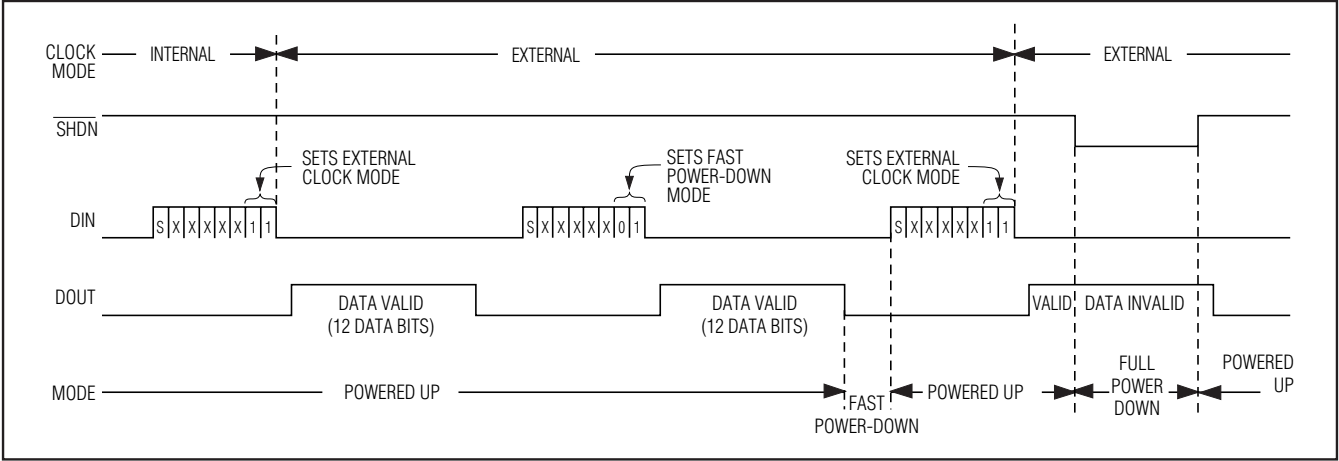 CLOCK
MODE
INTERNAL
EXTERNAL
EXTERNAL
SHDN
SETS EXTERNAL
CLOCK MODE
SETS FAST
POWER-DOWN
MODE
SETS EXTERNAL
CLOCK MODE
DIN
S X X X X X 1 1
S X X X X X 0 1
S X X X X X 1 1
DOUT
DATA VALID
(12 DATA BITS)
DATA VALID
(12 DATA BITS)
VALID
DATA INVALID
MODE
POWERED UP
FAST
POWER-DOWN
POWERED UP
FULL
POWER
DOWN
POWERED
UP